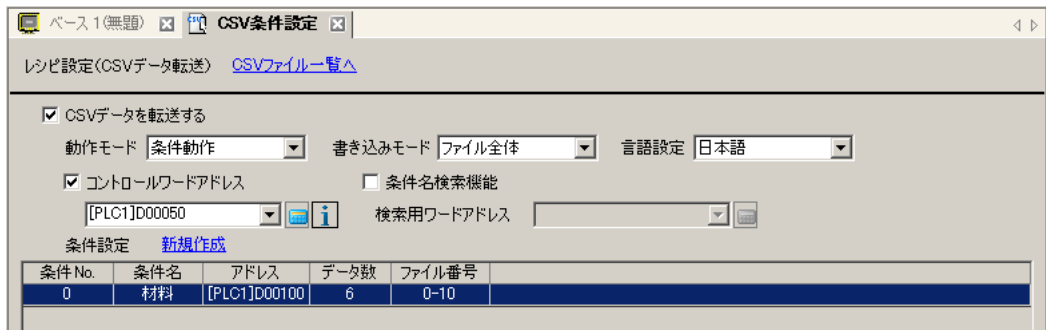 ベース1(無題) CSV条件設定
レシピ設定(CSVデータ転送) CSVファイル一覧へ
CSVデータを転送する
動作モード 条件動作 書き込みモード ファイル全体 言語設定 日本語
コントロールワードアドレス 条件名検索機能
[PLC1]D00050 検索用ワードアドレス
条件設定 新規作成
条件No. 条件名 アドレス データ数 ファイル番号
0 材料 [PLC1]D00100 6 0-10